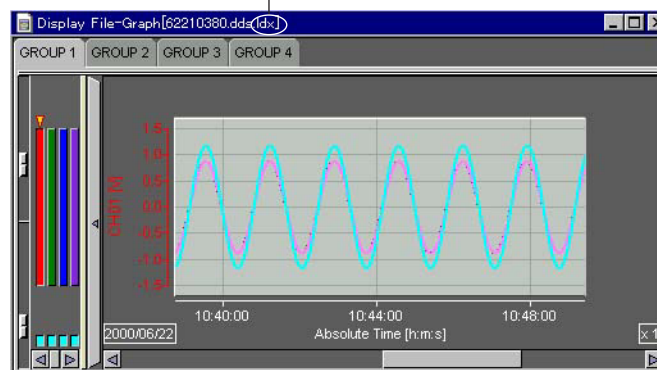 Display File-Graph[62210380.dds.idx]
GROUP 1 GROUP 2 GROUP 3 GROUP 4
1.5
1.0
0.5
0.0
-0.5
-1.0
-1.5
CH01 [V]
10:40:00 10:44:00 10:48:00
2000/06/22 Absolute Time [h:m:s] x 1